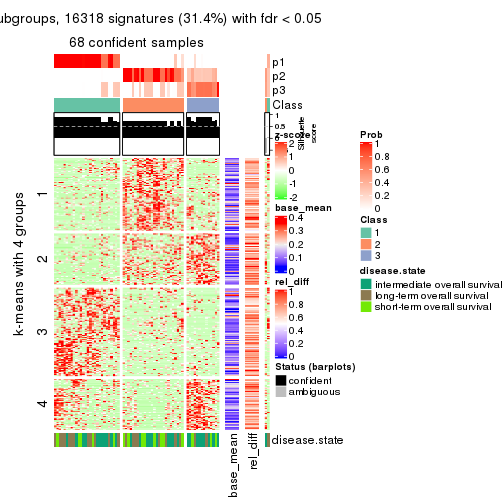 ubgroups, 16318 signatures (31.4%) with fdr < 0.05
68 confident samples
p1
p2
p3
Class
1
0.5
0
Silhouette
score
k-means with 4 groups
1
2
3
4
z-score
2
1
0
-1
-2
base_mean
0.4
0.3
0.2
0.1
0
rel_diff
1
0.8
0.6
0.4
0.2
0
Status (barplots)
confident
ambiguous
Prob
1
0.8
0.6
0.4
0.2
0
Class
1
2
3
disease.state
intermediate overall survival
long-term overall survival
short-term overall survival
disease.state
base_mean
rel_diff